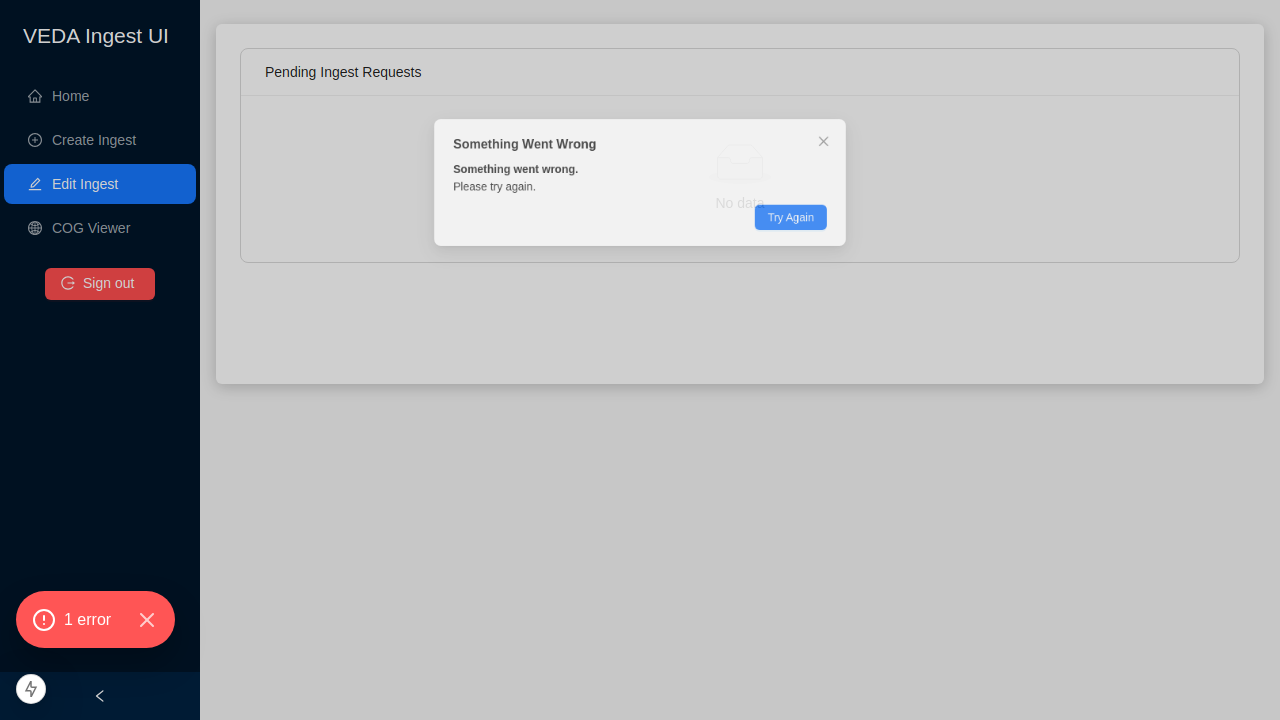 VEDA Ingest UI
Home
Create Ingest
Edit Ingest
COG Viewer
Sign out
Pending Ingest Requests
Something Went Wrong
Something went wrong.
Please try again.
No data
Try Again
1 error